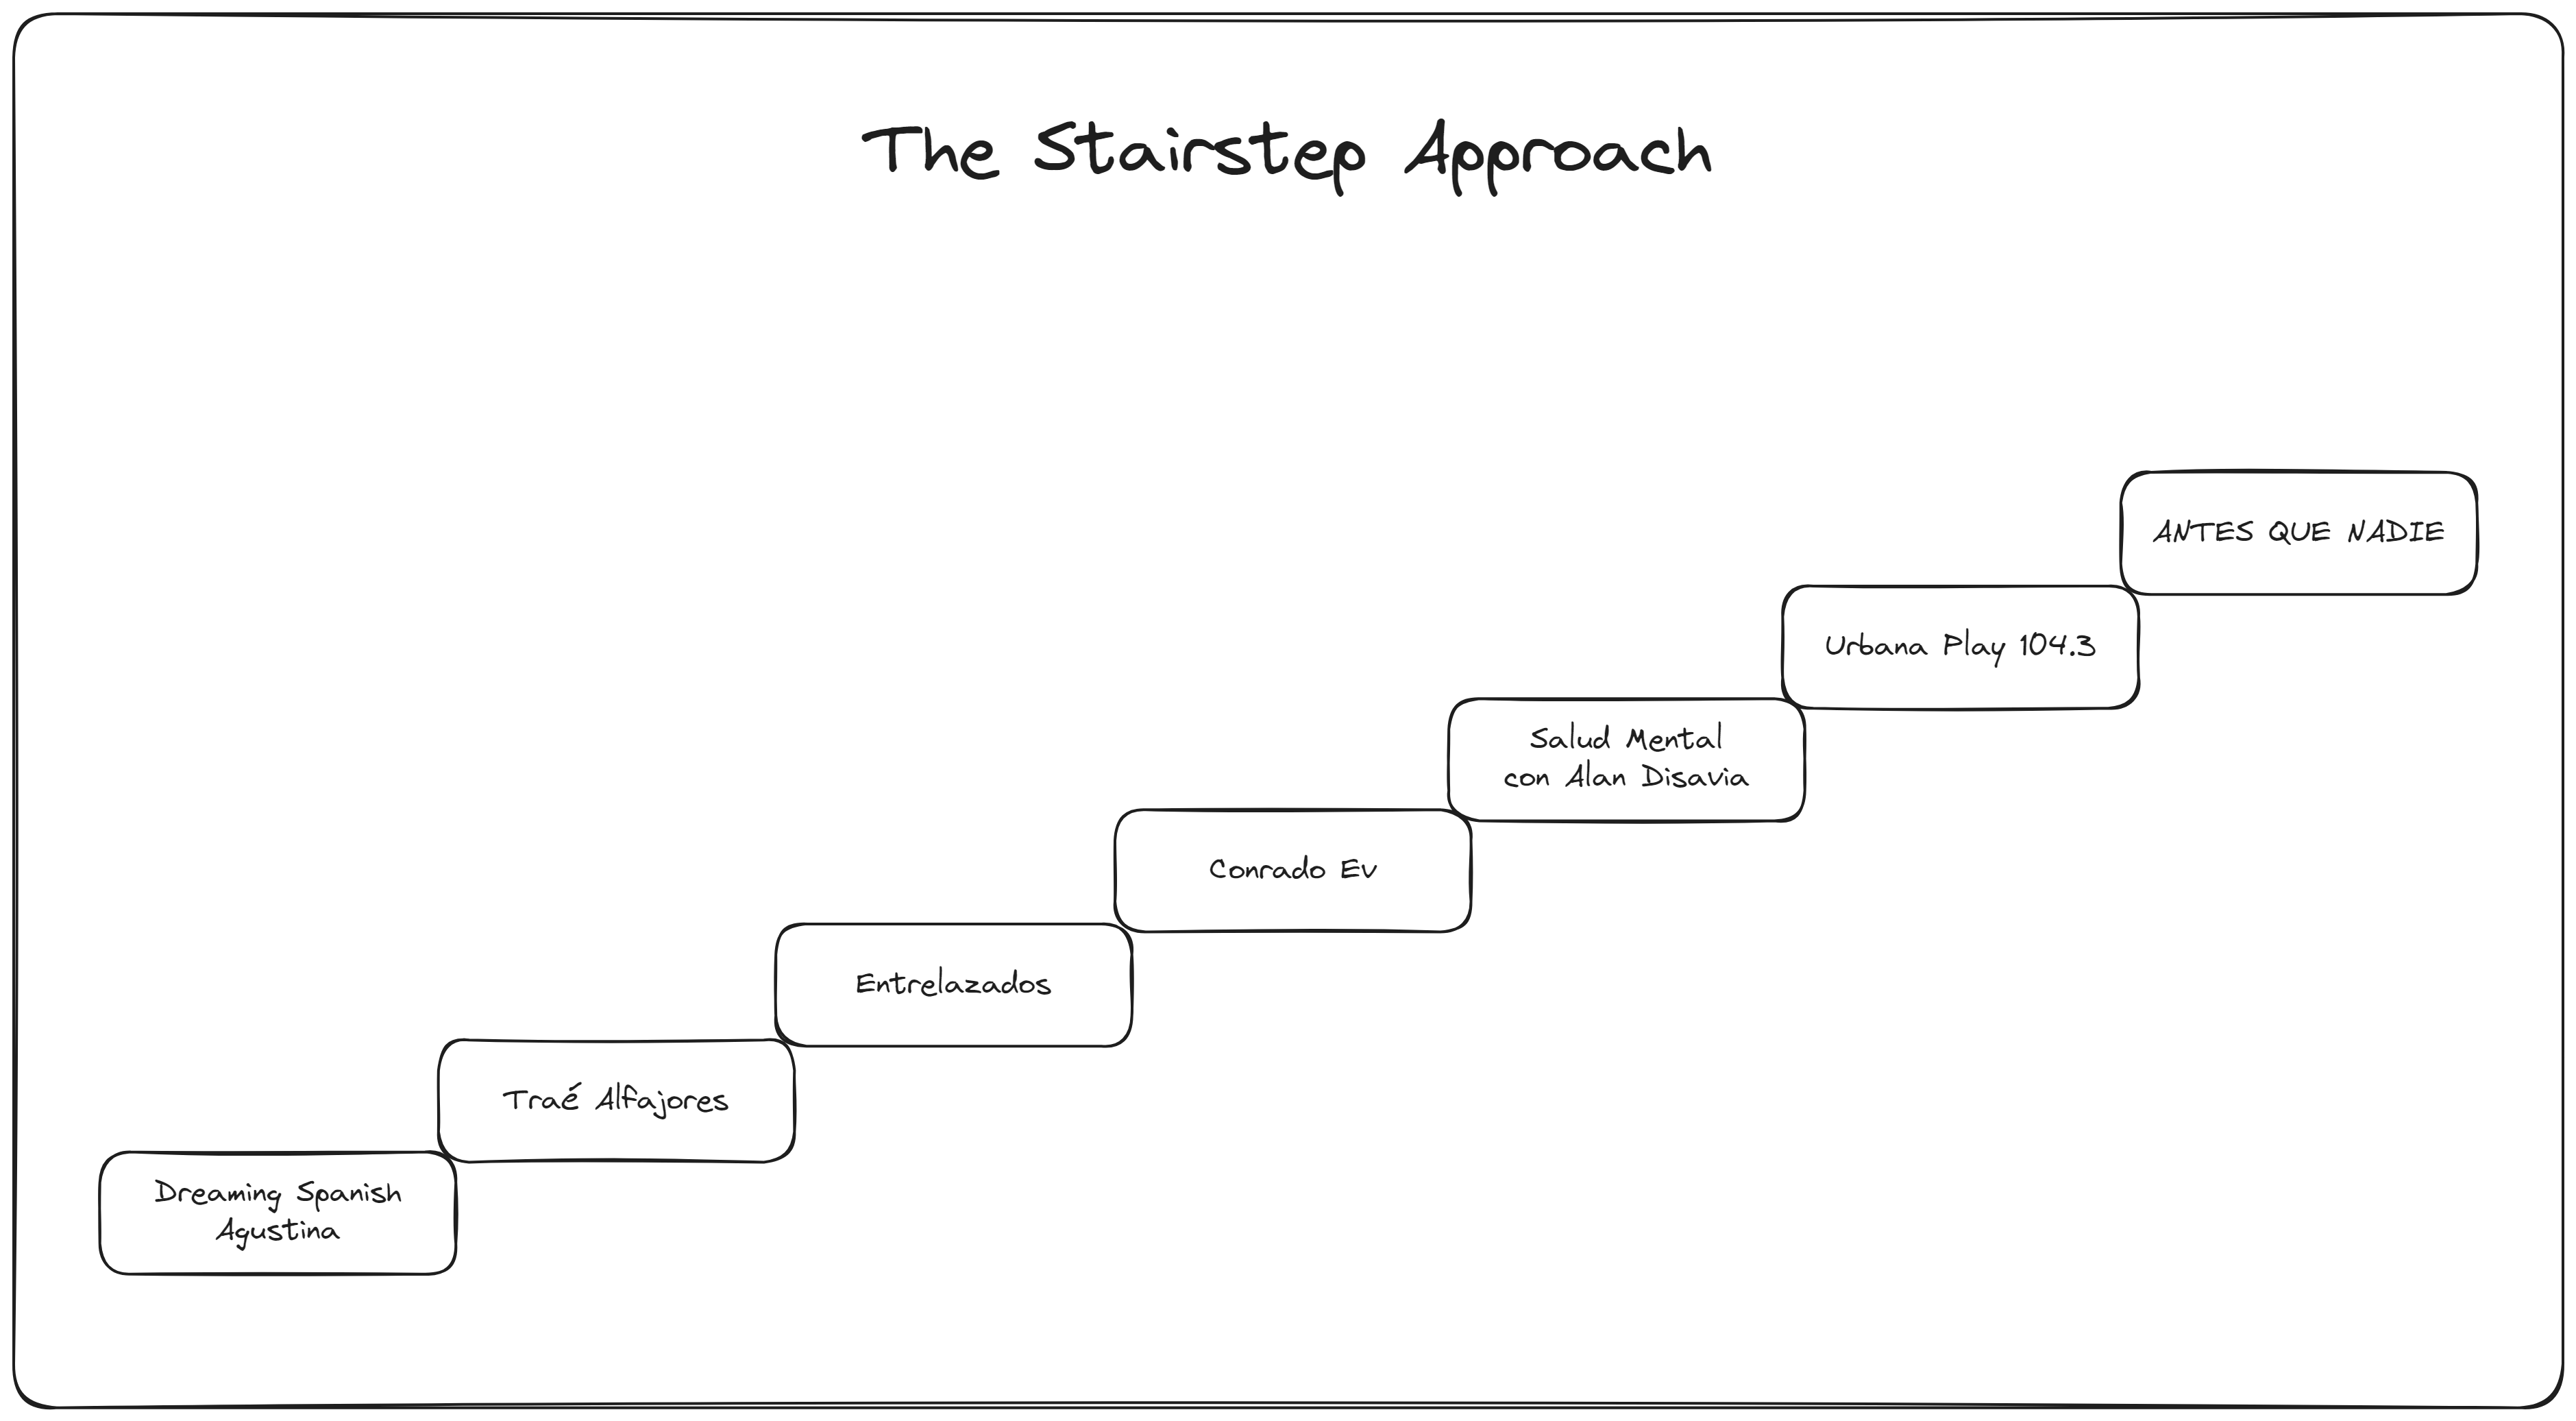 The Stairstep Approach
ANTES QUE NADIE
Urbana Play 104.3
Salud Mental
con Alan Disavia
Conrado Ev
Entrelazados
Traé Alfajores
Dreaming Spanish
Agustina